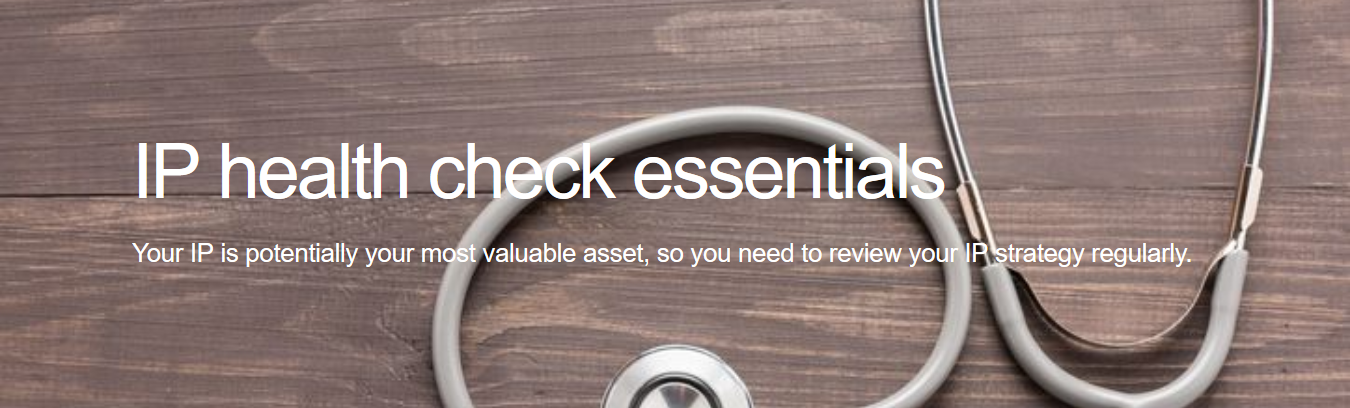 IP health check essentials
Your IP is potentially your most valuable asset, so you need to review your IP strategy regularly.